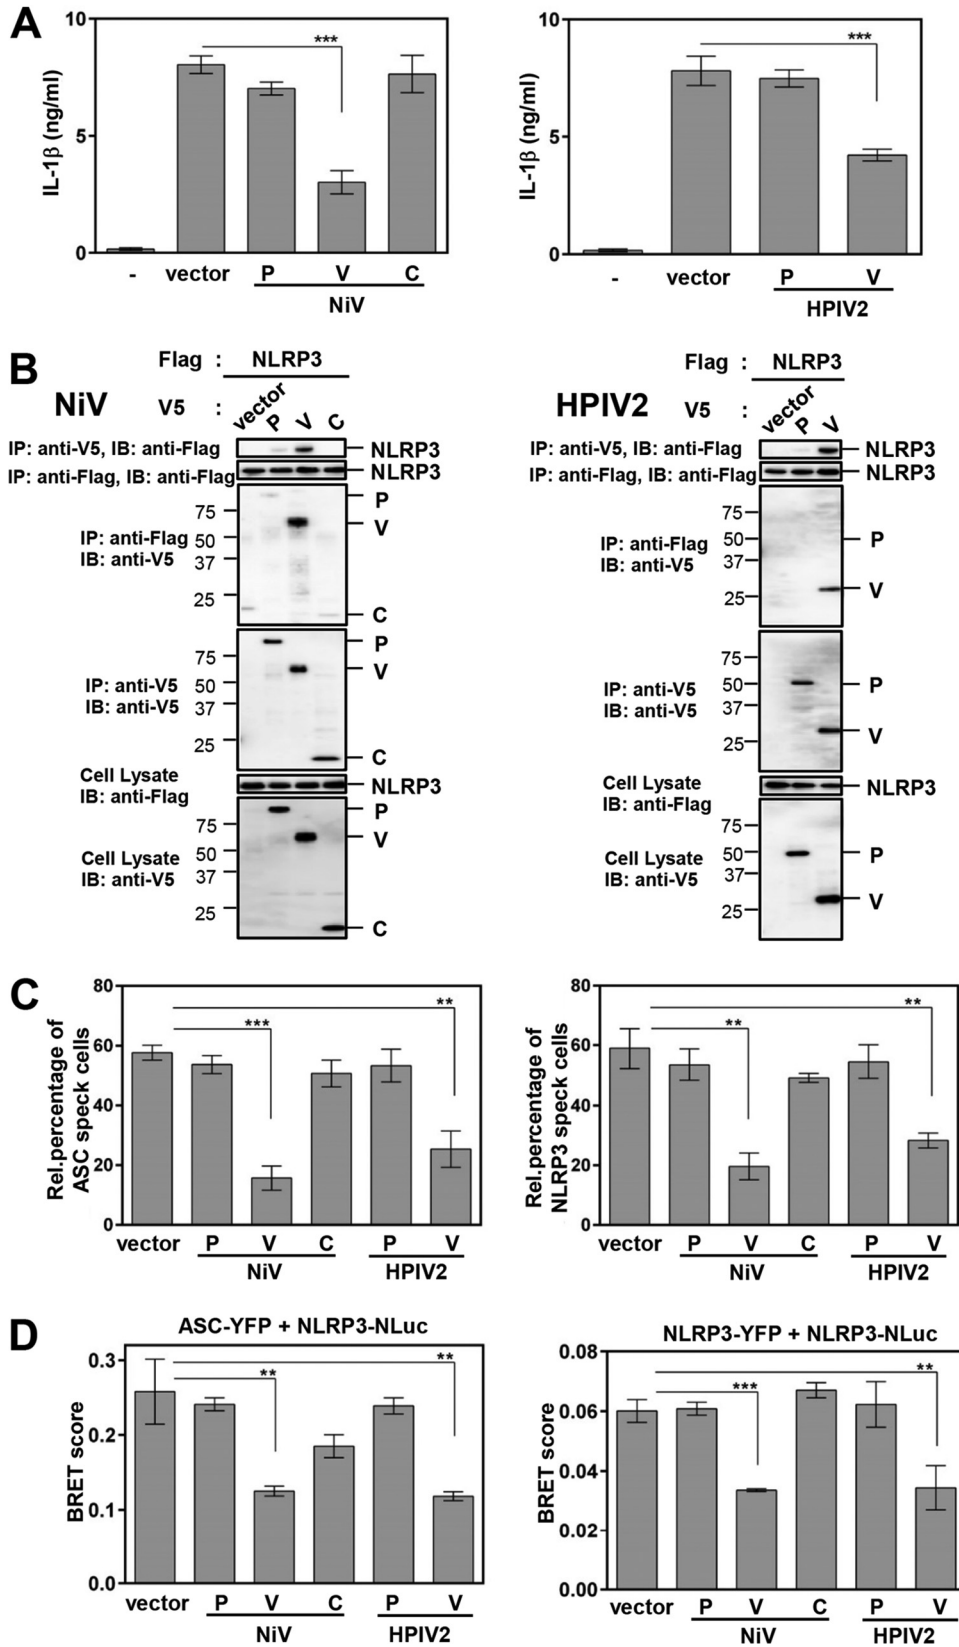 A
10
5
0
IL-1β (ng/ml)
***
- vector P V C
NiV
10
5
0
IL-1β (ng/ml)
***
- vector P V
HPIV2
B
Flag : NLRP3
NiV V5 : vector P V C
IP: anti-V5, IB: anti-Flag NLRP3
IP: anti-Flag, IB: anti-Flag NLRP3
P
75
V
IP: anti-Flag 50
IB: anti-V5 37
25
C
P
75
V
IP: anti-V5 50
IB: anti-V5 37
25
C
Cell Lysate
IB: anti-Flag NLRP3
P
75
V
Cell Lysate 50
IB: anti-V5 37
25
C
Flag : NLRP3
HPIV2 V5 : vector P V
IP: anti-V5, IB: anti-Flag NLRP3
IP: anti-Flag, IB: anti-Flag NLRP3
75
IP: anti-Flag 50 P
IB: anti-V5 37
25 V
75
IP: anti-V5 50 P
IB: anti-V5 37
V
25
Cell Lysate NLRP3
IB: anti-Flag
75
Cell Lysate 50 P
IB: anti-V5 37
V
25
C
80
60
40
20
0
Rel.percentage of
ASC speck cells
**
***
vector P V C P V
NiV HPIV2
80
60
40
20
0
Rel.percentage of
NLRP3 speck cells
**
**
vector P V C P V
NiV HPIV2
D
ASC-YFP + NLRP3-NLuc
0.3
0.2
0.1
0.0
BRET score
**
**
vector P V C P V
NiV HPIV2
NLRP3-YFP + NLRP3-NLuc
0.08
0.06
0.04
0.02
0.00
BRET score
**
***
vector P V C P V
NiV HPIV2